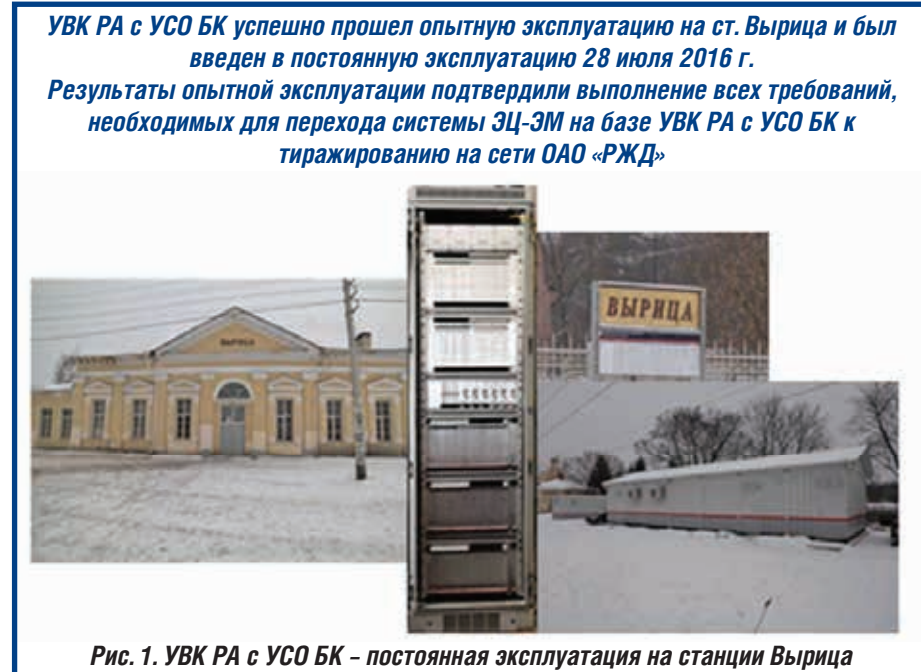 УВК РА с УСО БК успешно прошел опытную эксплуатацию на ст. Вырица и был
введен в постоянную эксплуатацию 28 июля 2016 г.
Результаты опытной эксплуатации подтвердили выполнение всех требований,
необходимых для перехода системы ЭЦ-ЭМ на базе УВК РА с УСО БК к
тиражированию на сети ОАО «РЖД»
ВЫРИЦА
ВЫРИЦА
Рис. 1. УВК РА с УСО БК – постоянная эксплуатация на станции Вырица